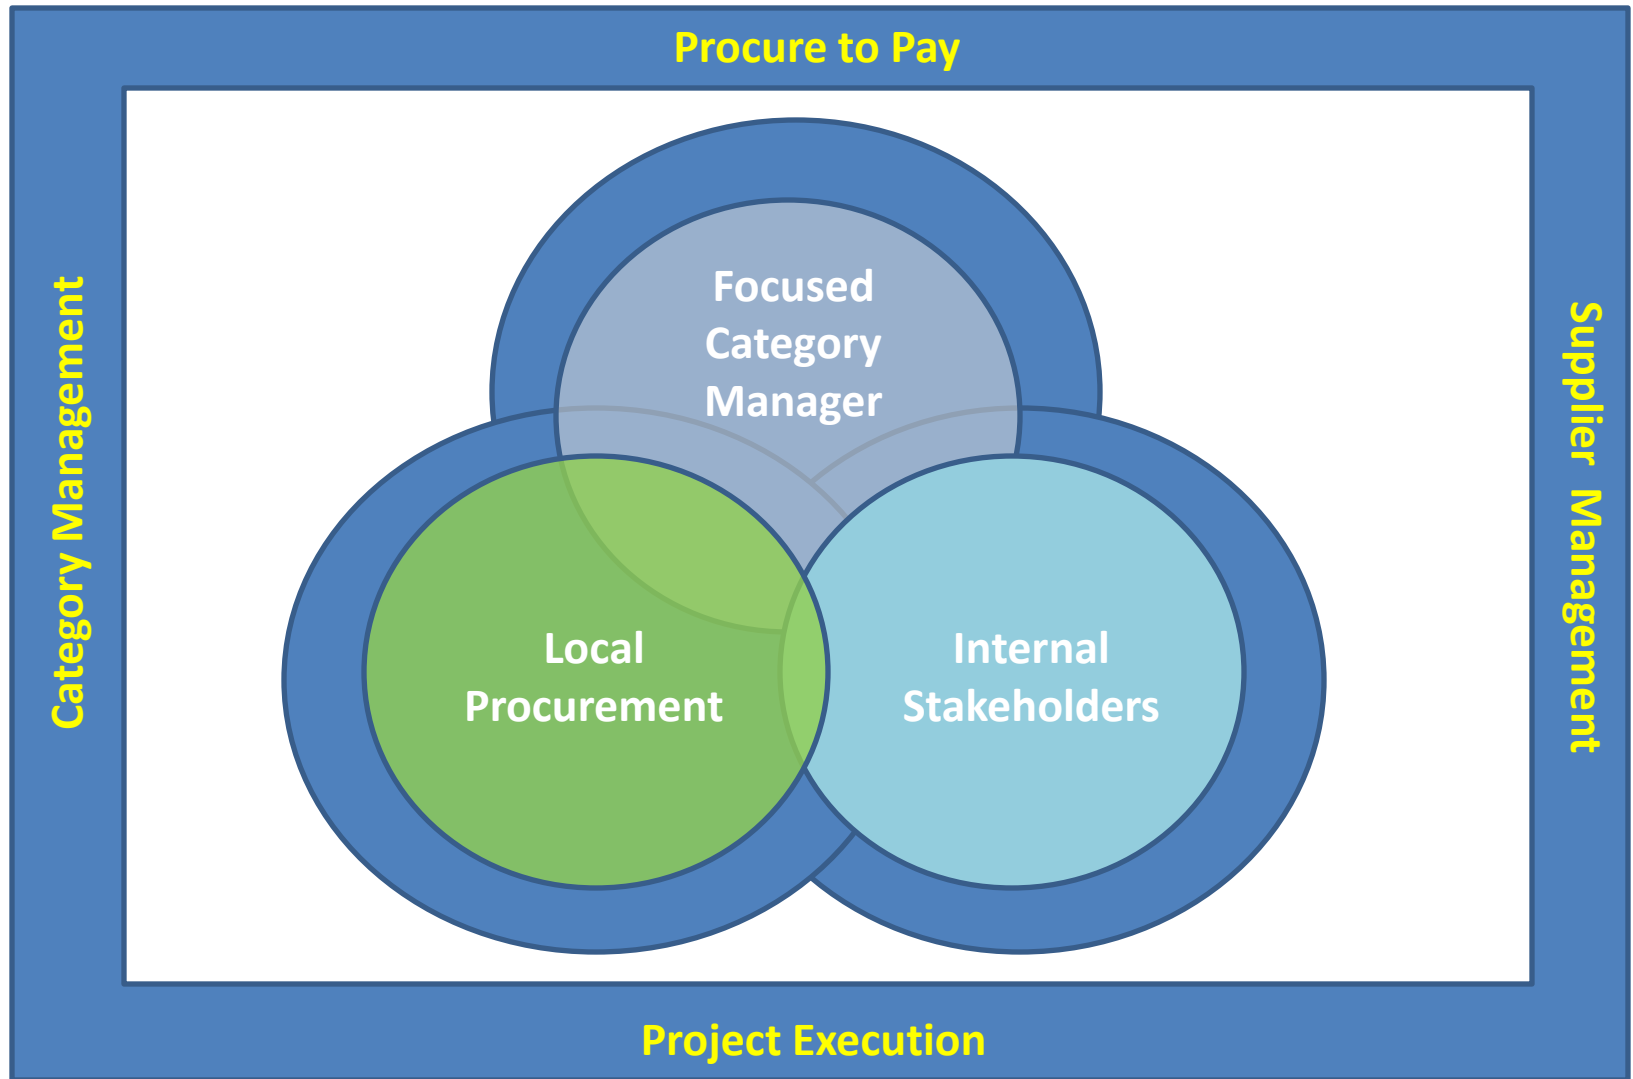 Procure to Pay
Category Management
Focused
Category
Manager
Local
Procurement
Internal
Stakeholders
Supplier Management
Project Execution